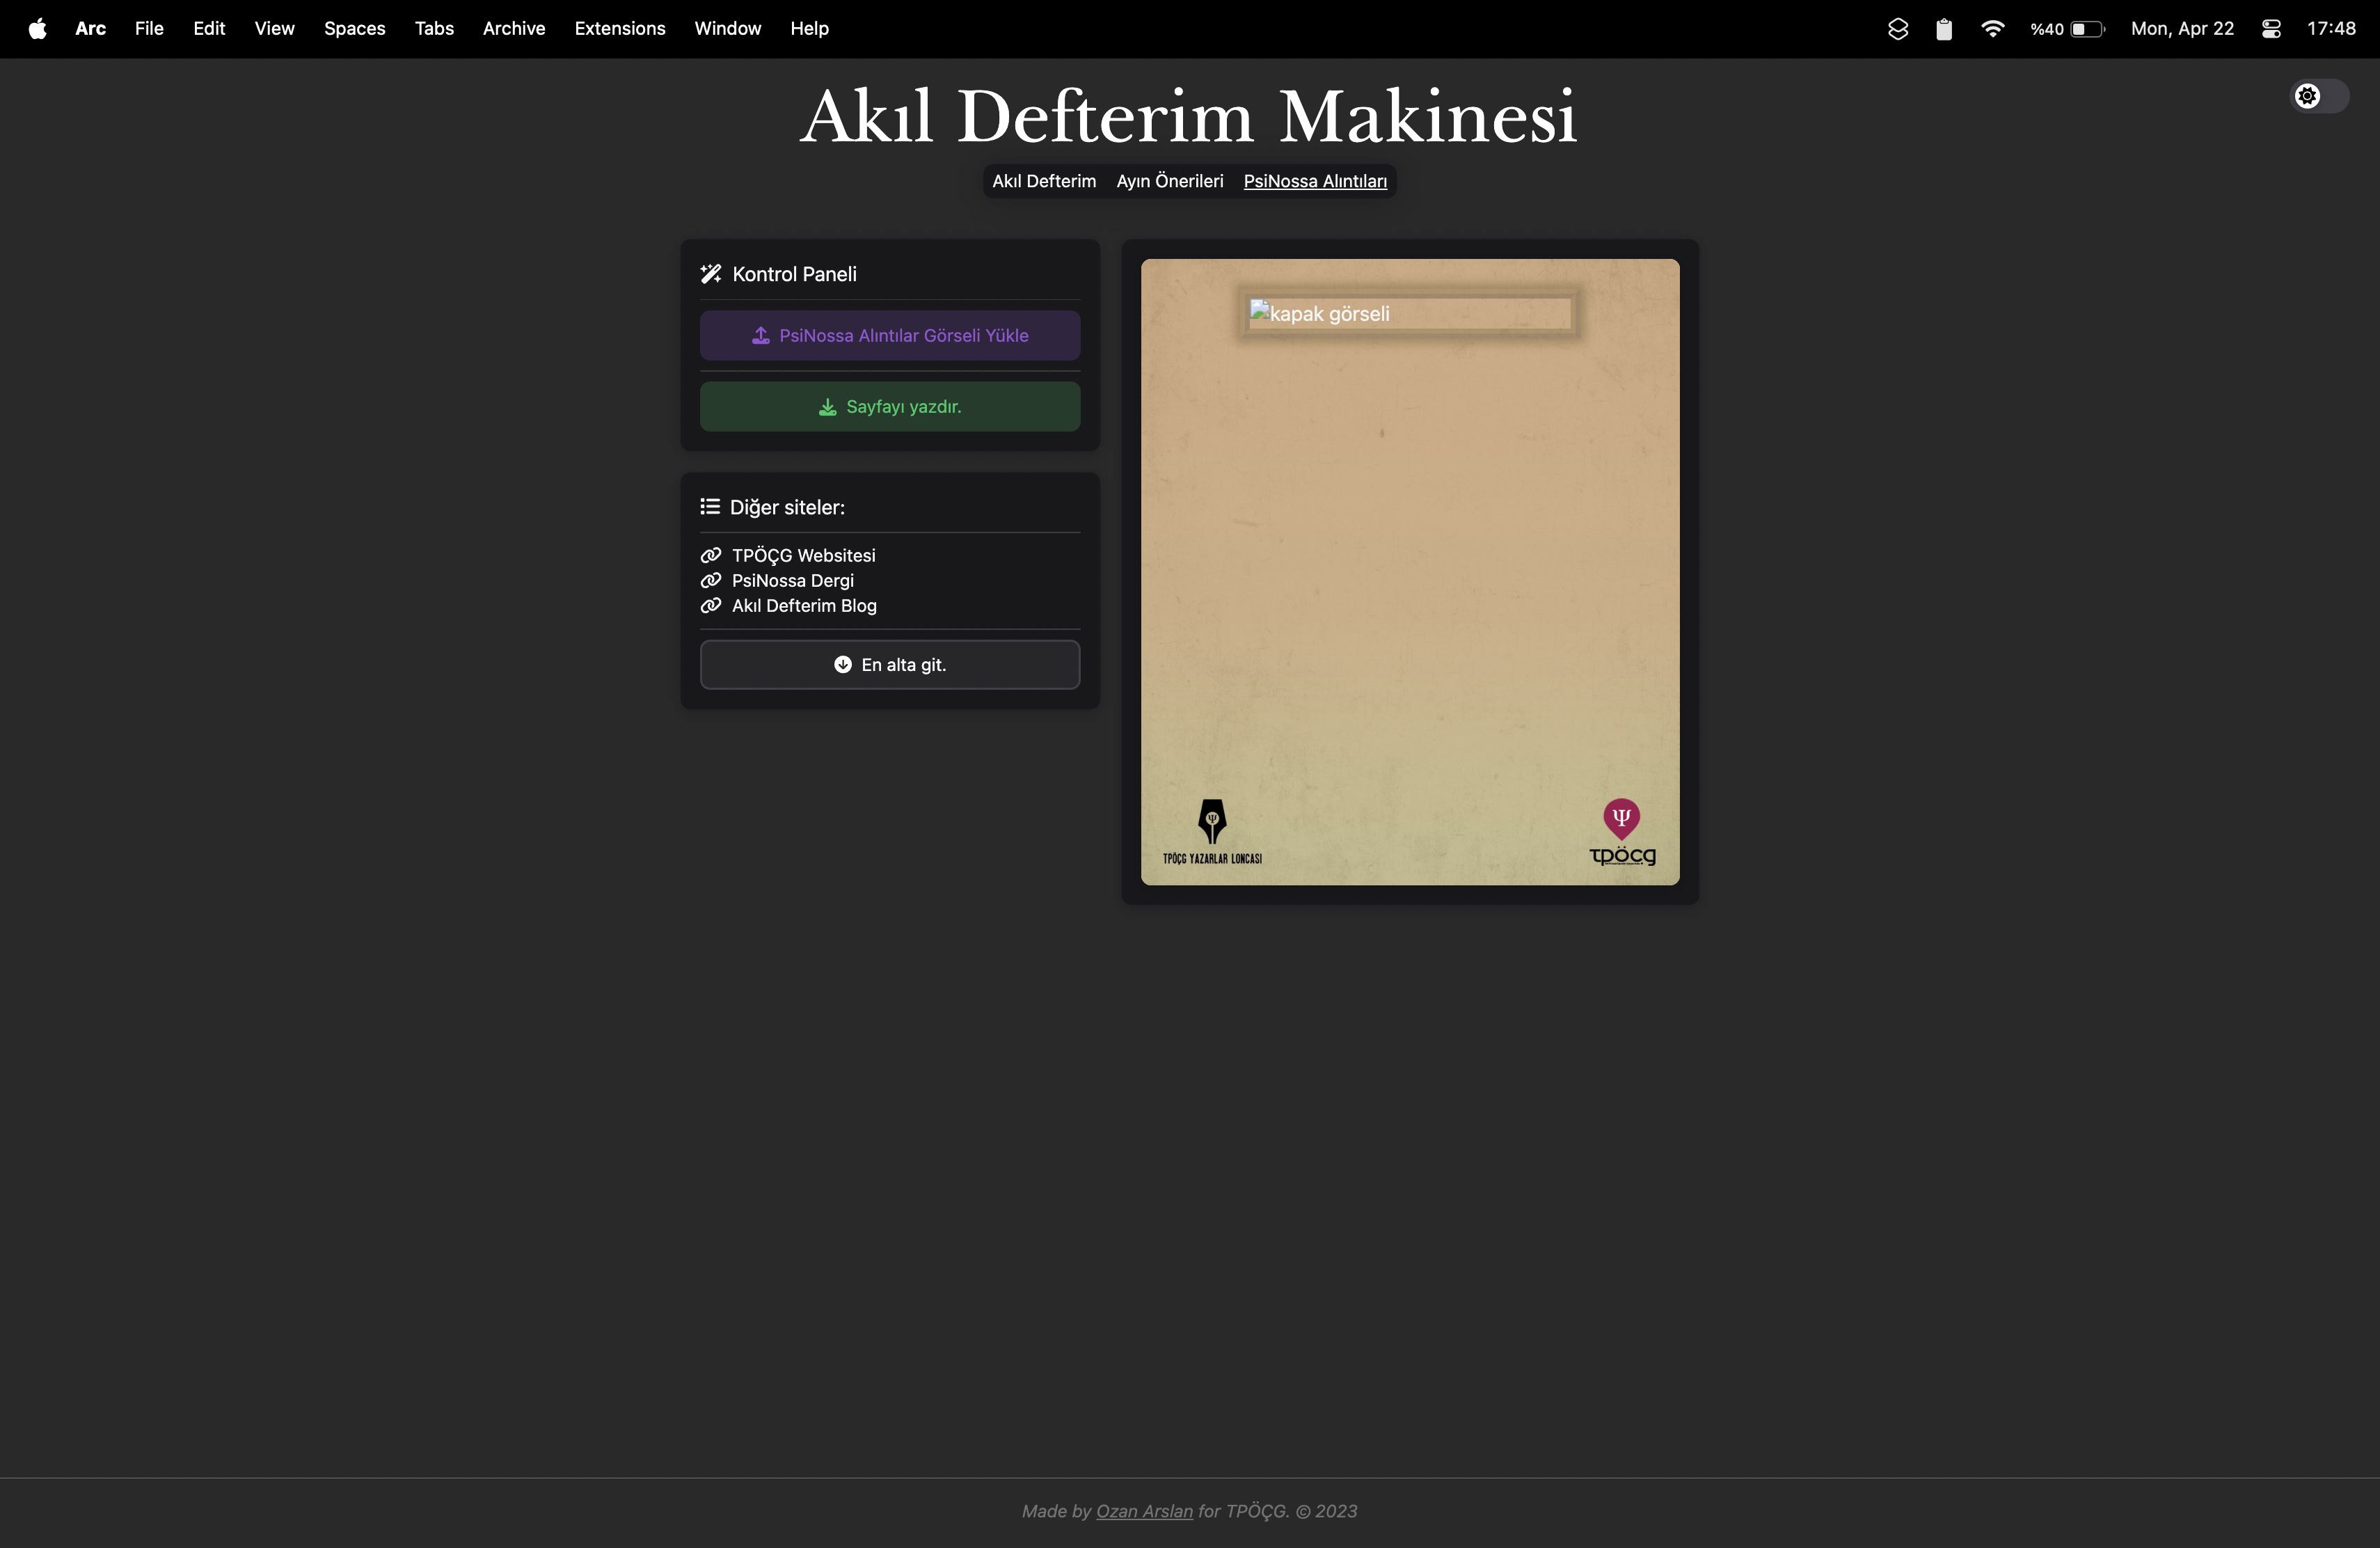 Arc File Edit View Spaces Tabs Archive Extensions Window Help %40 Mon, Apr 22 17:48
Akıl Defterim Makinesi
Akıl Defterim Ayın Önerileri PsiNossa Alıntıları
Kontrol Paneli
PsiNossa Alıntılar Görseli Yükle
Sayfayı yazdır.
Diğer siteler:
TPÖÇG Websitesi
PsiNossa Dergi
Akıl Defterim Blog
En alta git.
kapak görseli
Ψ
TPÖÇG YAZARLAR LONCASI
Ψ
tpöçg
Made by Ozan Arslan for TPÖÇG. © 2023